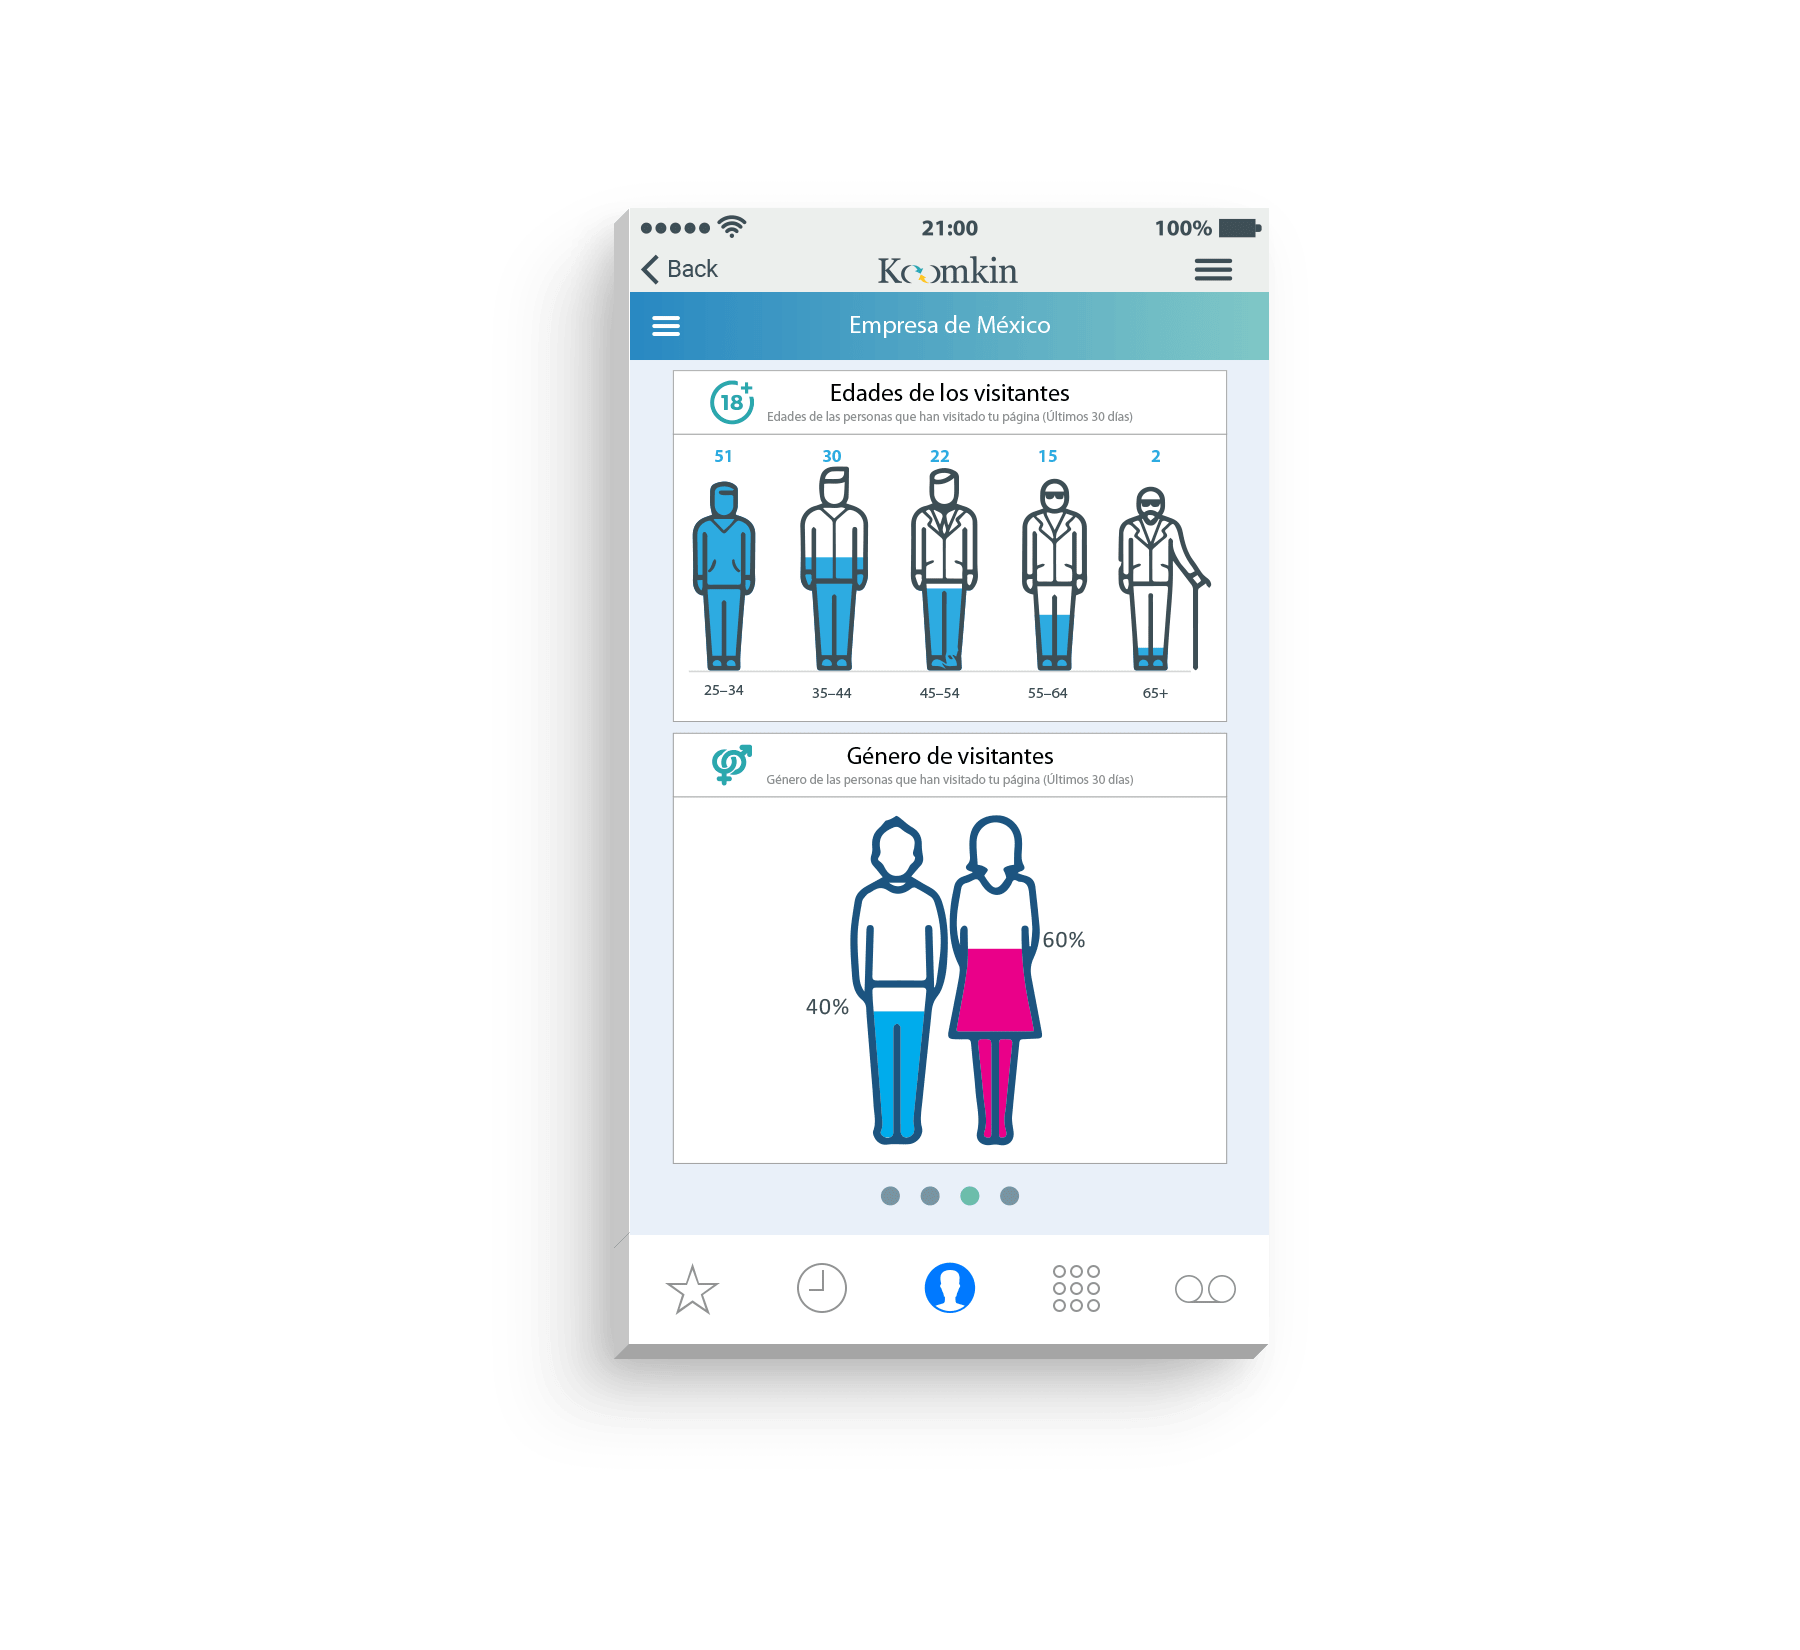 21:00
100%
Back
Koomkin
Empresa de México
18+
Edades de los visitantes
Edades de las personas que han visitado tu página (Últimos 30 días)
51 30 22 15 2
25–34 35–44 45–54 55–64 65+
Género de visitantes
Género de las personas que han visitado tu página (Últimos 30 días)
60%
40%